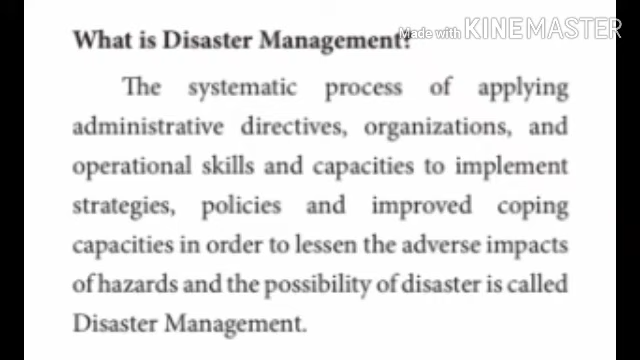 Made with KINEMASTER
What is Disaster Management?
The systematic process of applying
administrative directives, organizations, and
operational skills and capacities to implement
strategies, policies and improved coping
capacities in order to lessen the adverse impacts
of hazards and the possibility of disaster is called
Disaster Management.